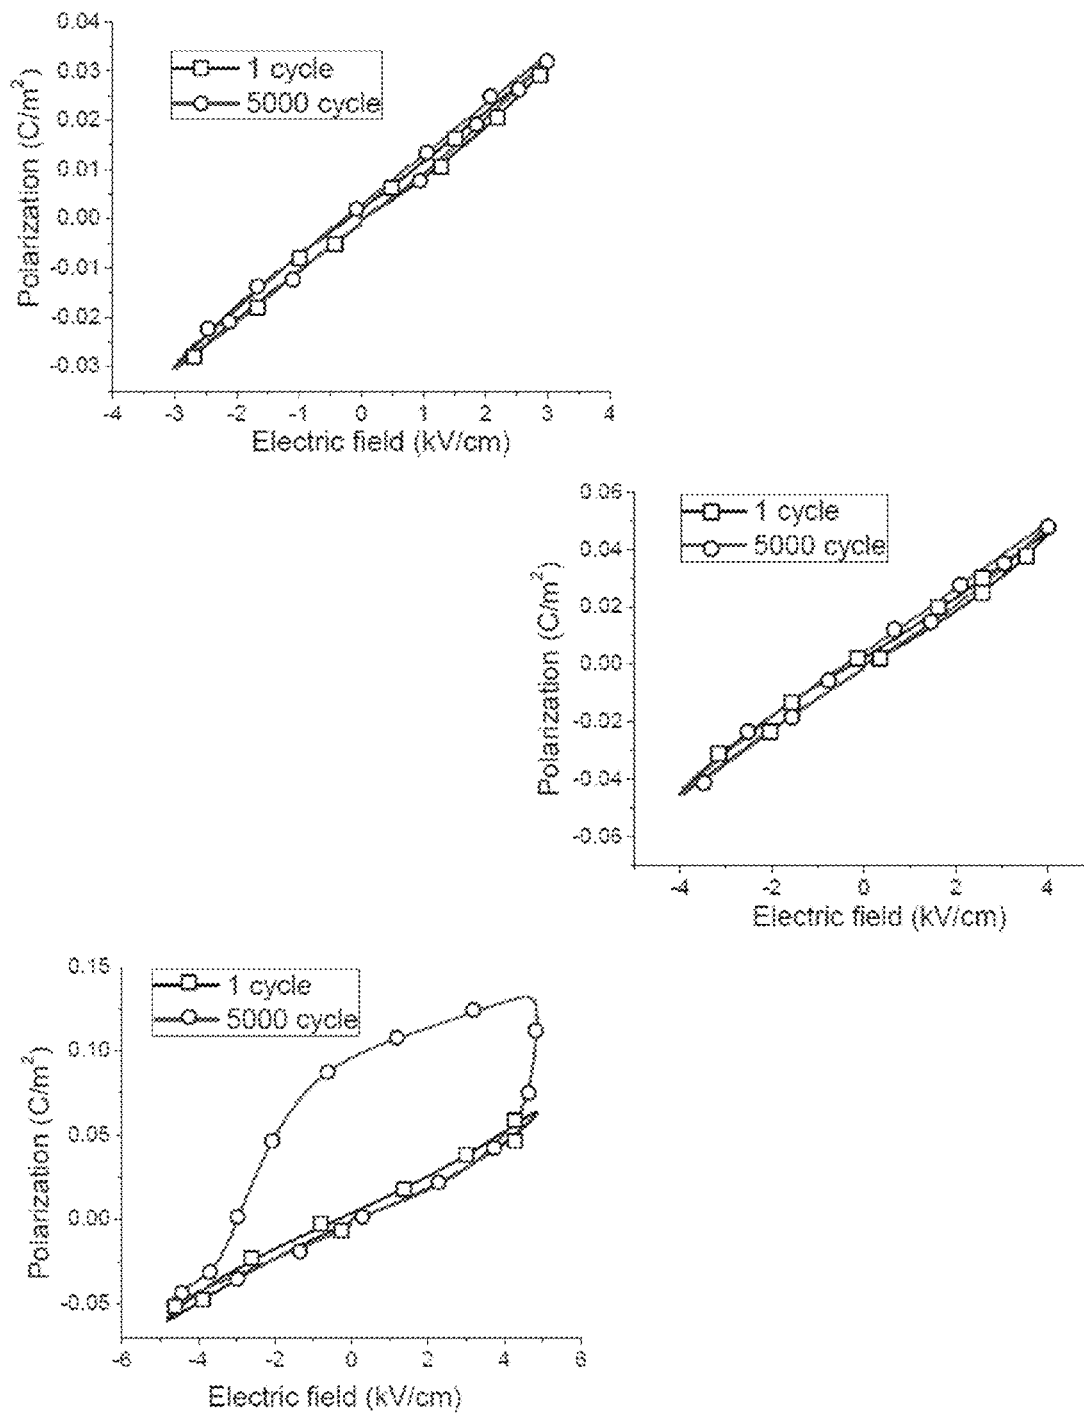 0.04
0.03
0.02
0.01
0.00
-0.01
-0.02
-0.03
Polarization (C/m²)
1 cycle
5000 cycle
-4 -3 -2 -1 0 1 2 3 4
Electric field (kV/cm)
0.06
0.04
0.02
0.00
-0.02
-0.04
-0.06
Polarization (C/m²)
1 cycle
5000 cycle
-4 -2 0 2 4
Electric field (kV/cm)
0.15
0.10
0.05
0.00
-0.05
Polarization (C/m²)
1 cycle
5000 cycle
-6 -4 -2 0 2 4 6
Electric field (kV/cm)